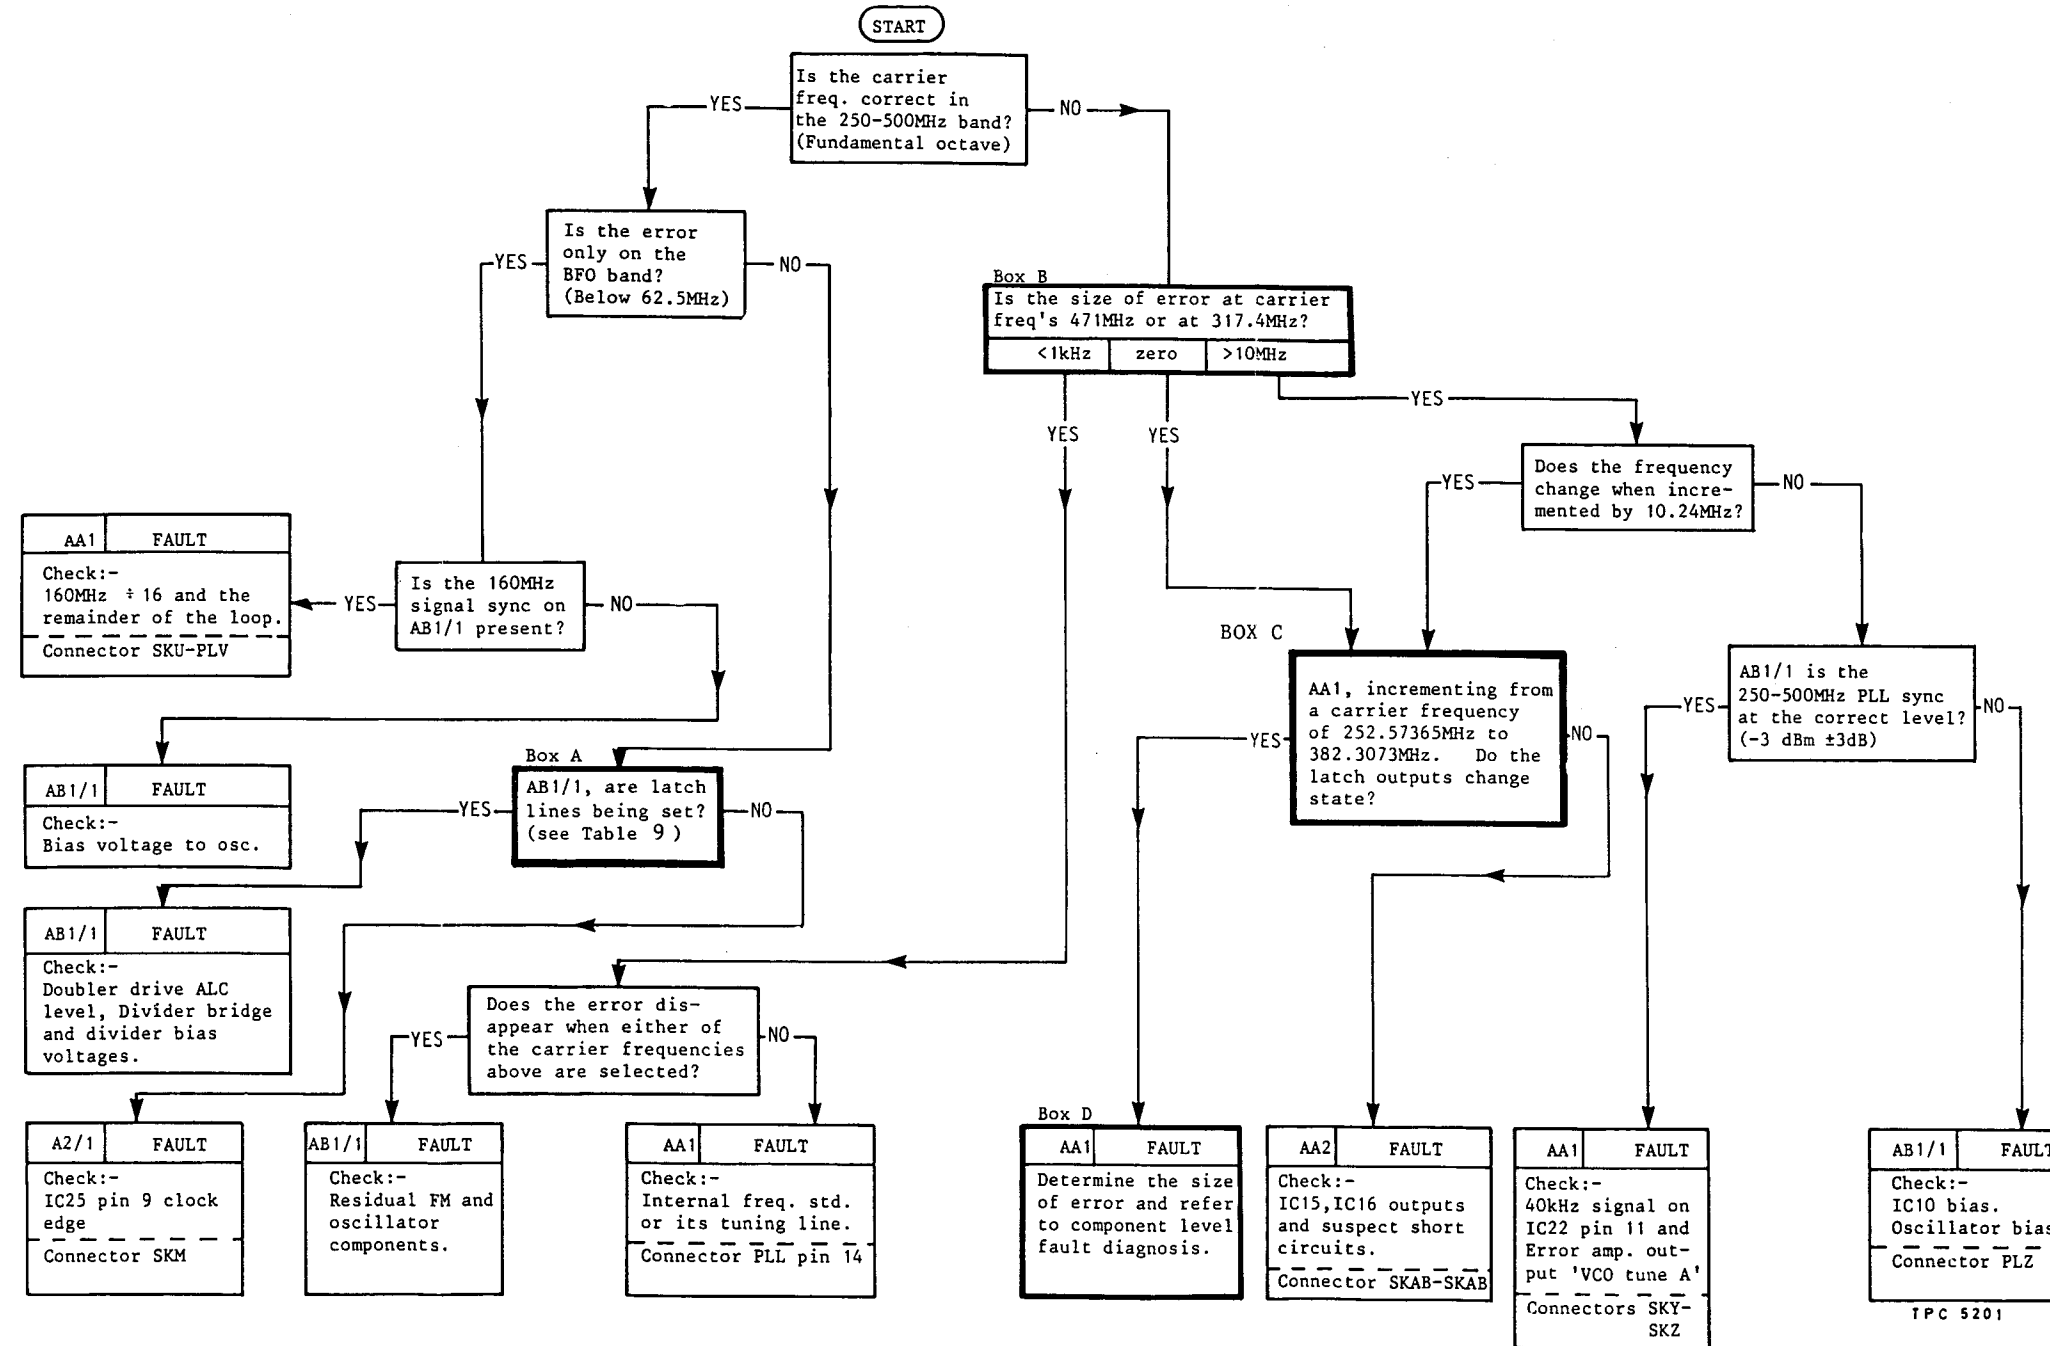 START
Is the carrier
freq. correct in
the 250-500MHz band?
(Fundamental octave)
YES
NO
Is the error
only on the
BFO band?
(Below 62.5MHz)
YES
NO
Box B
Is the size of error at carrier
freq's 471MHz or at 317.4MHz?
<1kHz
zero
>10MHz
YES
YES
YES
Does the frequency
change when incre-
mented by 10.24MHz?
YES
NO
AA1
FAULT
Check:-
160MHz ÷ 16 and the
remainder of the loop.
Connector SKU-PLV
YES
Is the 160MHz
signal sync on
AB1/1 present?
NO
BOX C
AA1, incrementing from
a carrier frequency
of 252.57365MHz to
382.3073MHz. Do the
latch outputs change
state?
YES
NO
AB1/1 is the
250-500MHz PLL sync
at the correct level?
(-3 dBm ±3dB)
YES
NO
AB1/1
FAULT
Check:-
Bias voltage to osc.
Box A
AB1/1, are latch
lines being set?
(see Table 9 )
YES
NO
AB1/1
FAULT
Check:-
Doubler drive ALC
level, Divider bridge
and divider bias
voltages.
Does the error dis-
appear when either of
the carrier frequencies
above are selected?
YES
NO
A2/1
FAULT
Check:-
IC25 pin 9 clock
edge
Connector SKM
AB1/1
FAULT
Check:-
Residual FM and
oscillator
components.
AA1
FAULT
Check:-
Internal freq. std.
or its tuning line.
Connector PLL pin 14
Box D
AA1
FAULT
Determine the size
of error and refer
to component level
fault diagnosis.
AA2
FAULT
Check:-
IC15,IC16 outputs
and suspect short
circuits.
Connector SKAB-SKAB
AA1
FAULT
Check:-
40kHz signal on
IC22 pin 11 and
Error amp. out-
put 'VCO tune A'
Connectors SKY-
SKZ
AB1/1
FAULT
Check:-
IC10 bias.
Oscillator bias
Connector PLZ
TPC 5201